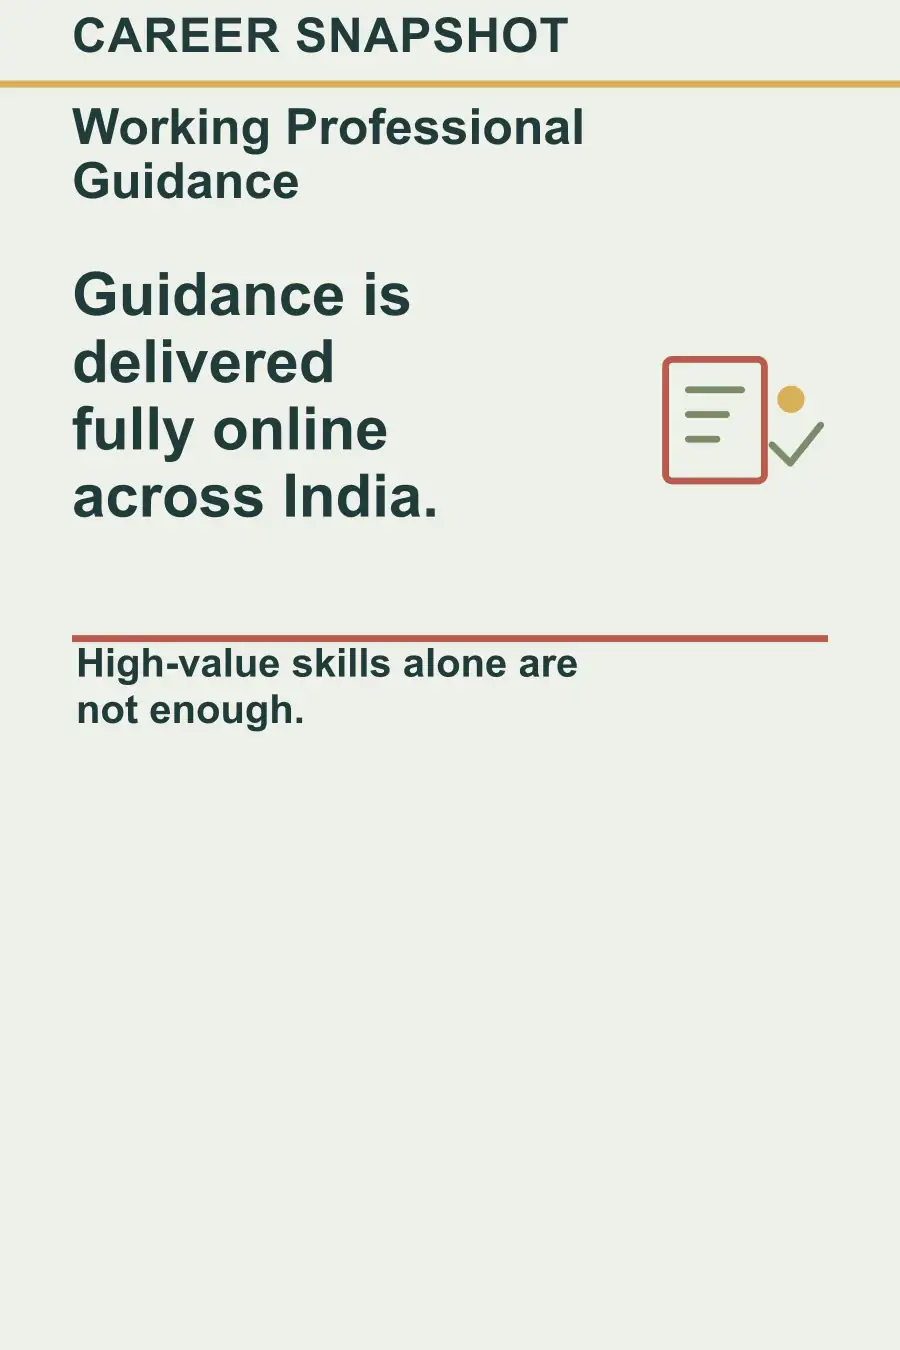 CAREER SNAPSHOT
Working Professional
Guidance
Guidance is
delivered
fully online
across India.
High-value skills alone are
not enough.